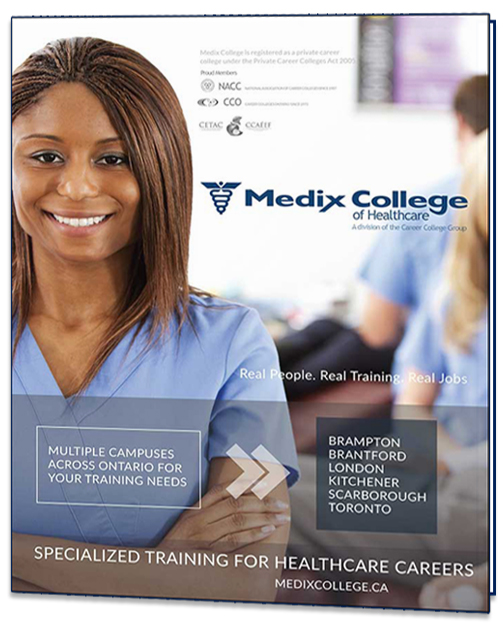 Medix College is registered as a private career
college under the Private Career Colleges Act 2005
Proud Members
NACC
CCO
CETAC CCAEIF
Medix College
of Healthcare
A division of the Career College Group
Real People. Real Training. Real Jobs
MULTIPLE CAMPUSES
ACROSS ONTARIO FOR
YOUR TRAINING NEEDS
BRAMPTON
BRANTFORD
LONDON
KITCHENER
SCARBOROUGH
TORONTO
SPECIALIZED TRAINING FOR HEALTHCARE CAREERS
MEDIXCOLLEGE.CA